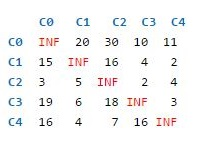 C0 C1 C2 C3 C4
C0 INF 20 30 10 11
C1 15 INF 16 4 2
C2 3 5 INF 2 4
C3 19 6 18 INF 3
C4 16 4 7 16 INF